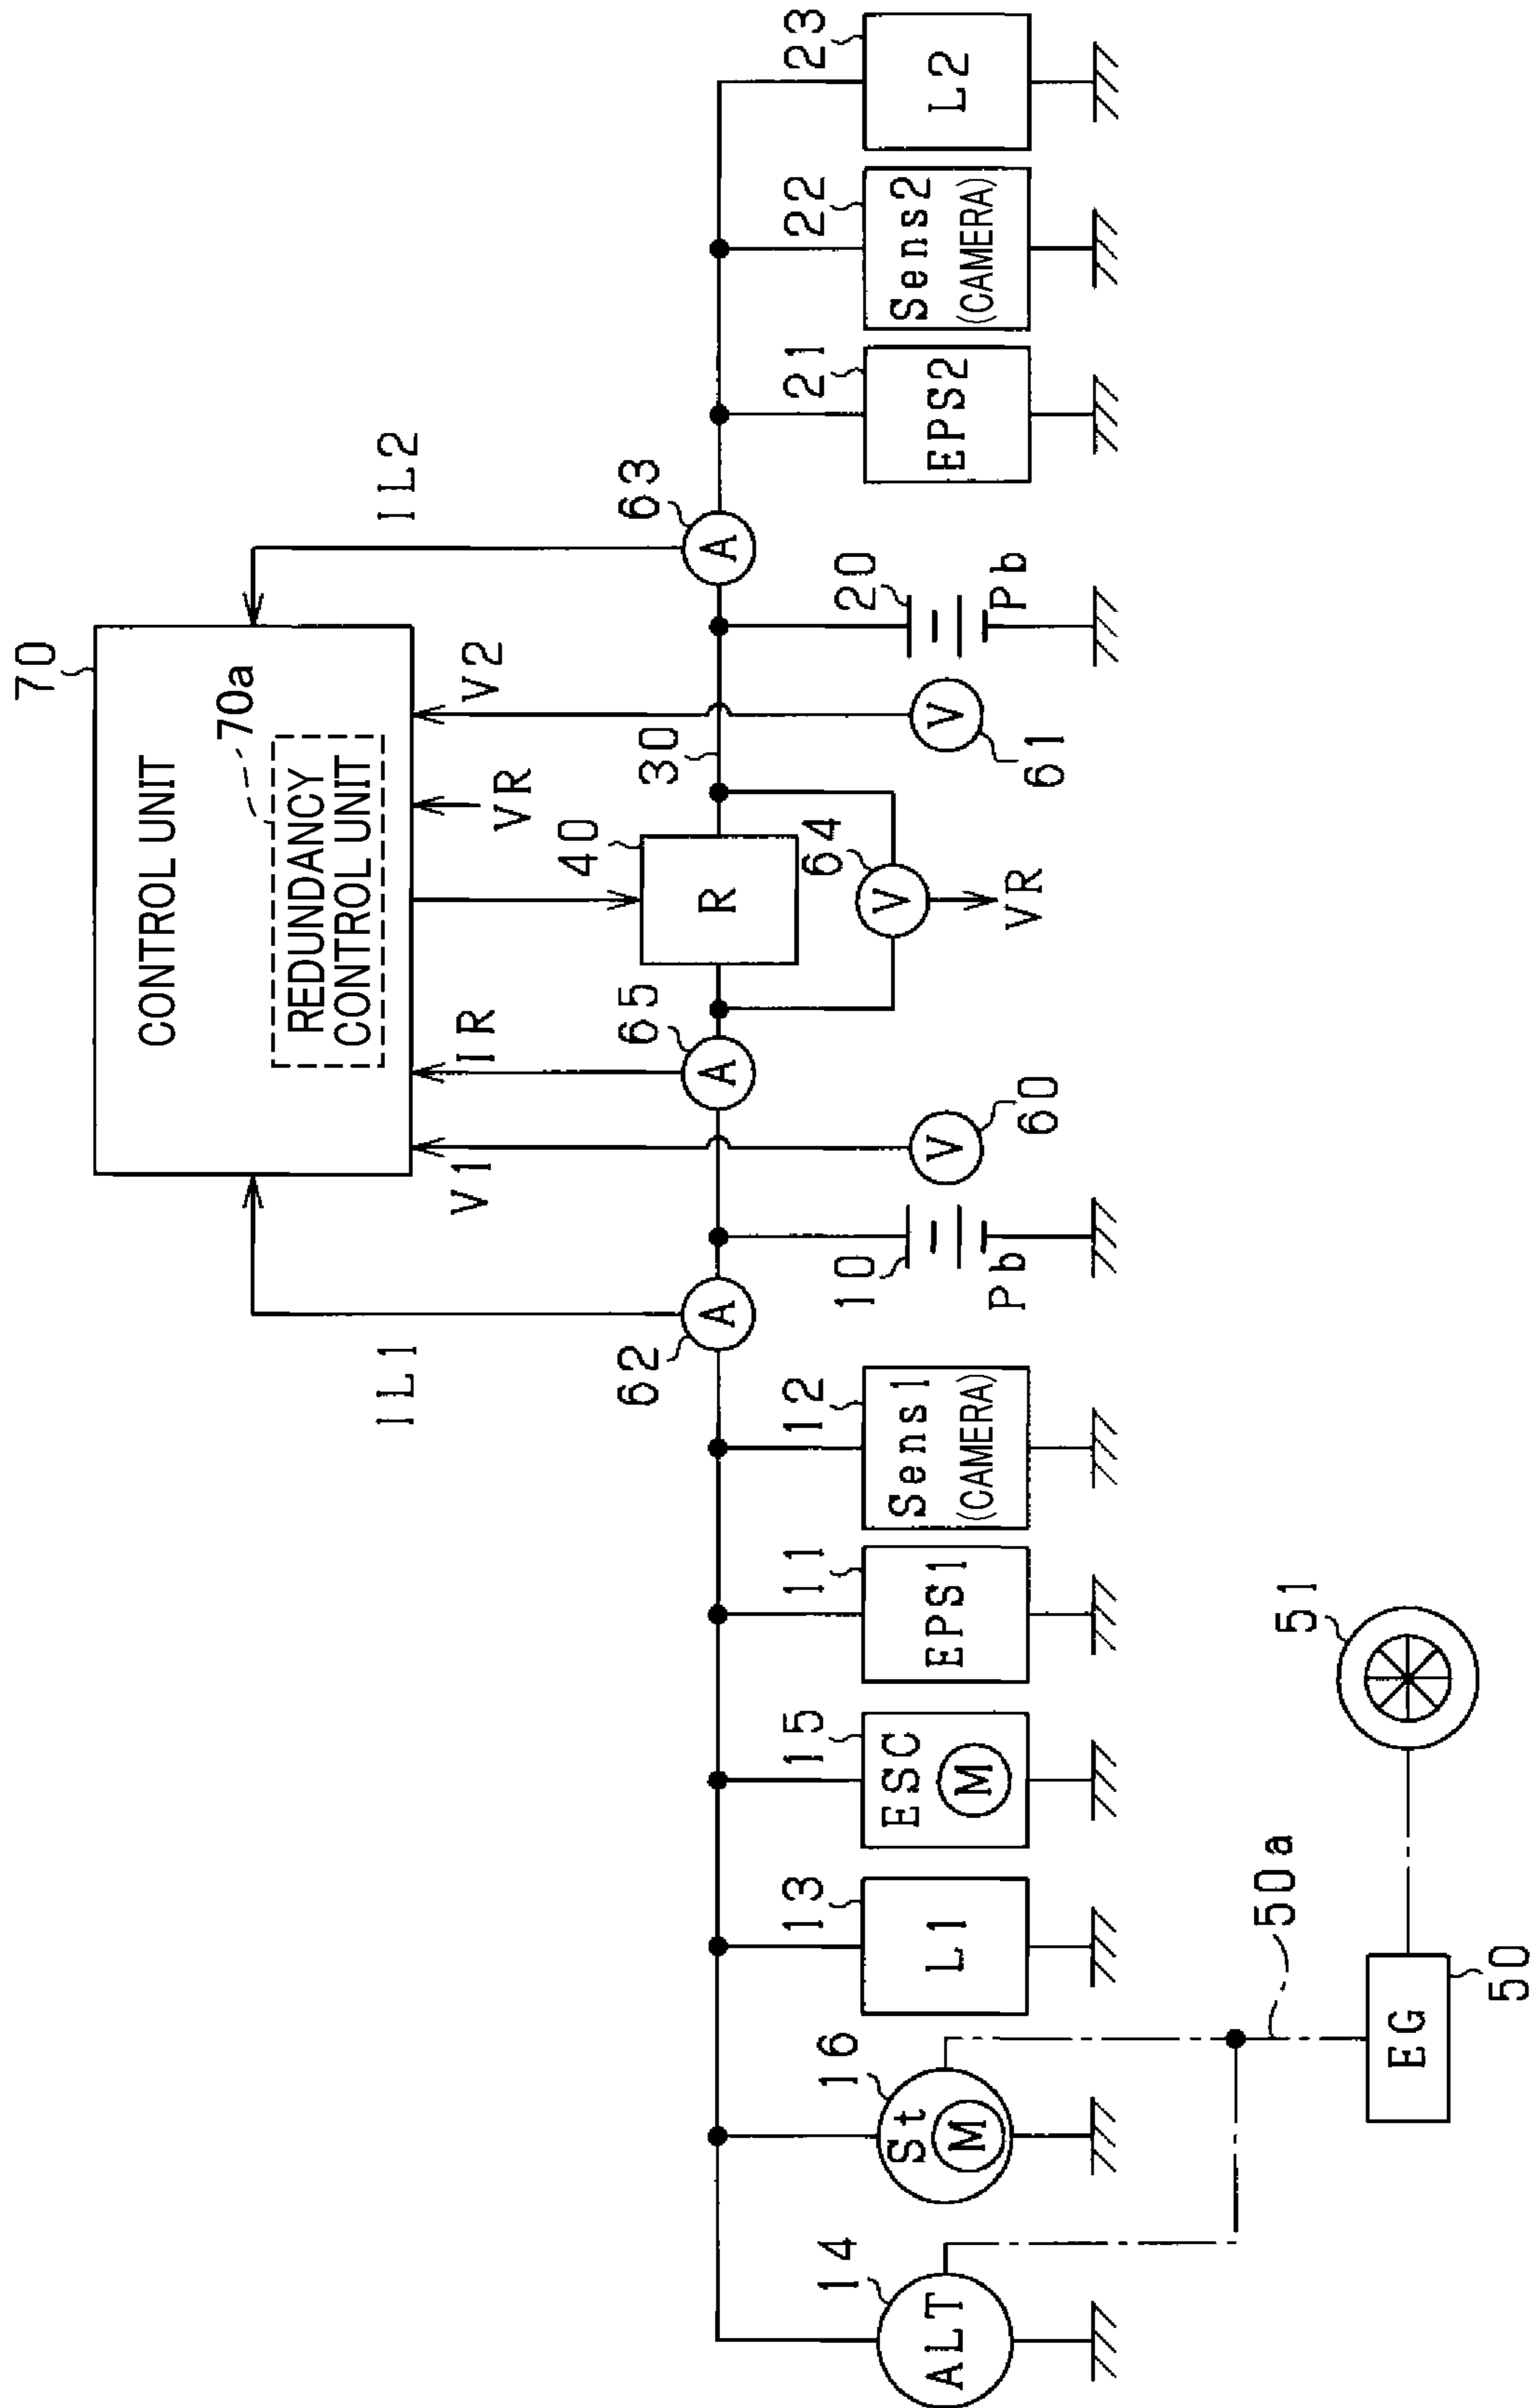 70
CONTROL UNIT
70a
REDUNDANCY
CONTROL UNIT
IL1
V1
IR
VR
V2
IL2
62
65
40
30
63
A
A
R
A
14
ALT
16
St
M
13
L1
15
ESC
M
11
EPS1
12
Sens1
(CAMERA)
10
Pb
V
60
64
V
VR
V
61
20
Pb
21
EPS2
22
Sens2
(CAMERA)
23
L2
50a
51
EG
50